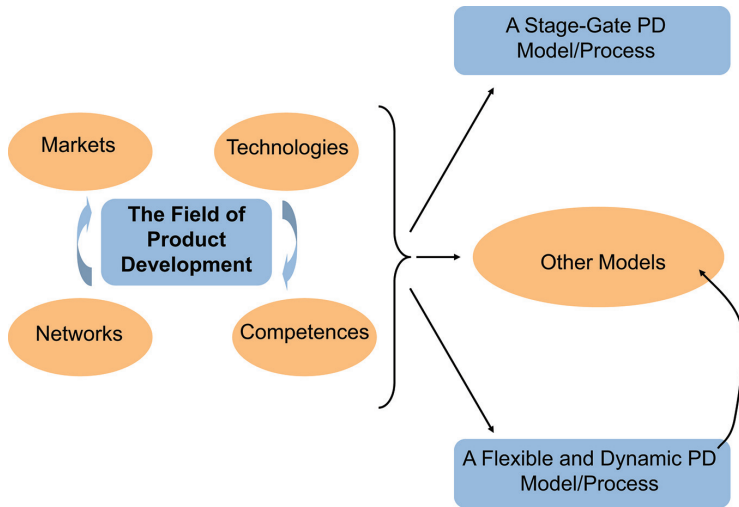 A Stage-Gate PD
Model/Process
Markets
Technologies
The Field of
Product
Development
Other Models
Networks
Competences
A Flexible and Dynamic PD
Model/Process